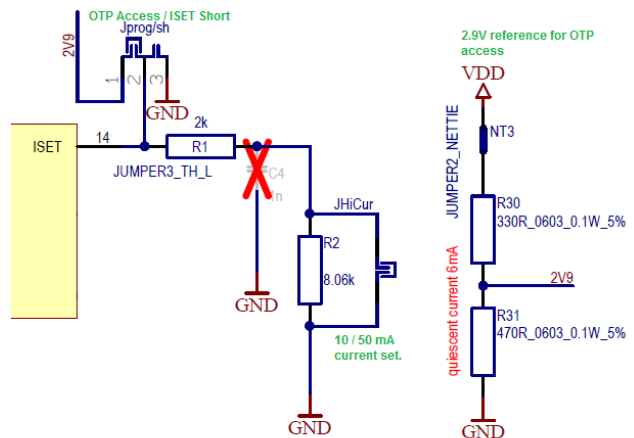 OTP Access / ISET Short
Jprog/sh
2V9
1
2
3
GND
ISET
14
2k
R1
JUMPER3_TH_L
C4
1n
GND
JHiCur
R2
8.06k
10 / 50 mA
current set.
GND
2.9V reference for OTP
access
VDD
NT3
JUMPER2_NETTIE
R30
330R_0603_0.1W_5%
2V9
R31
470R_0603_0.1W_5%
quiescent current 6mA
GND